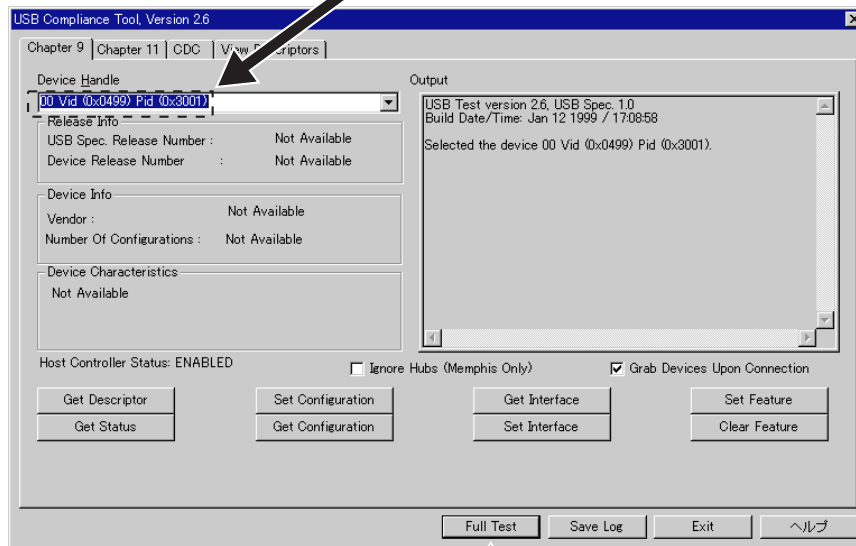 USB Compliance Tool, Version 2.6
Chapter 9 Chapter 11 CDC View Descriptors
Device Handle
00 Vid (0x0499) Pid (0x3001)
Release Info
USB Spec. Release Number : Not Available
Device Release Number : Not Available
Device Info
Vendor : Not Available
Number Of Configurations : Not Available
Device Characteristics
Not Available
Output
USB Test version 2.6, USB Spec. 1.0
Build Date/Time: Jan 12 1999 / 17:08:58
Selected the device 00 Vid (0x0499) Pid (0x3001).
Host Controller Status: ENABLED
Ignore Hubs (Memphis Only)
Grab Devices Upon Connection
Get Descriptor Set Configuration Get Interface Set Feature
Get Status Get Configuration Set Interface Clear Feature
Full Test Save Log Exit ヘルプ